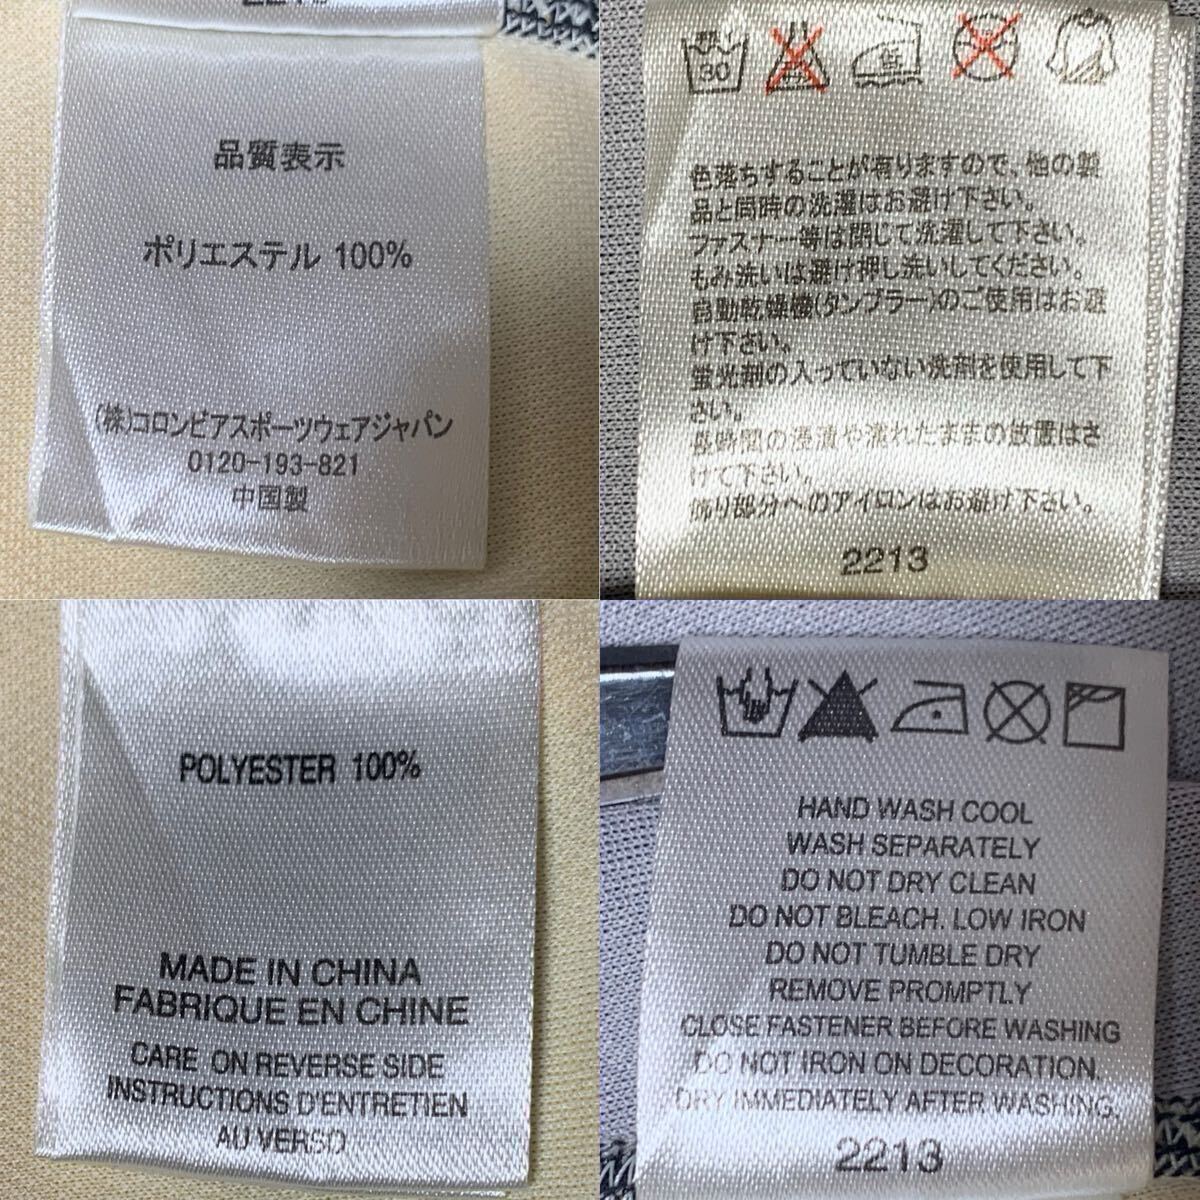 品質表示
ポリエステル 100%
(株)コロンビアスポーツウェアジャパン
0120-193-821
中国製
30
色落ちすることが有りますので、他の製
品と同時の洗濯はお避け下さい。
ファスナー等は閉じて洗濯して下さい。
もみ洗いは避け押し洗いしてください。
自動乾燥機(タンブラー)のご使用はお避
け下さい。
蛍光剤の入っていない洗剤を使用して下
さい。
長時間の浸漬や濡れたままの放置はさ
けて下さい。
飾り部分へのアイロンはお避け下さい。
2213
POLYESTER 100%
MADE IN CHINA
FABRIQUE EN CHINE
CARE ON REVERSE SIDE
INSTRUCTIONS D'ENTRETIEN
AU VERSO
HAND WASH COOL
WASH SEPARATELY
DO NOT DRY CLEAN
DO NOT BLEACH. LOW IRON
DO NOT TUMBLE DRY
REMOVE PROMPTLY
CLOSE FASTENER BEFORE WASHING
DO NOT IRON ON DECORATION.
DRY IMMEDIATELY AFTER WASHING.
2213